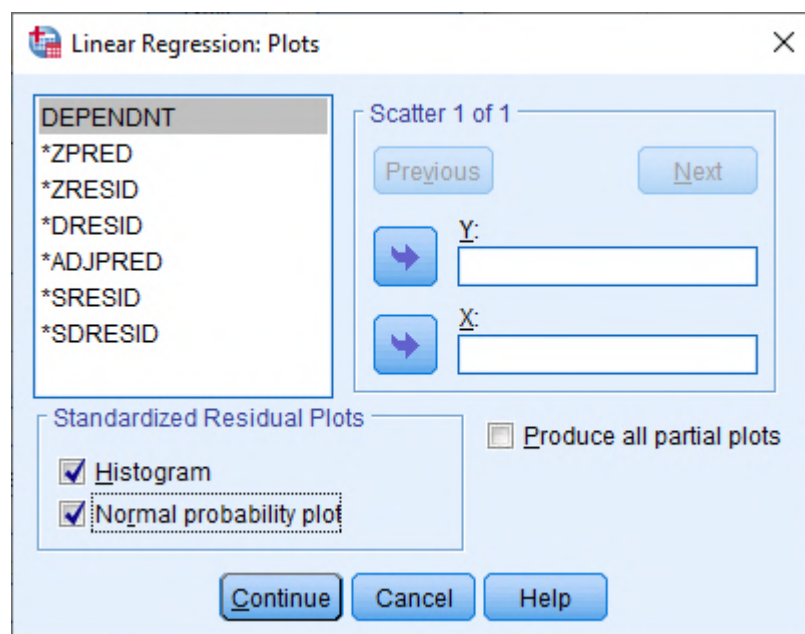 Linear Regression: Plots
DEPENDNT
*ZPRED
*ZRESID
*DRESID
*ADJPRED
*SRESID
*SDRESID
Scatter 1 of 1
Previous
Next
Y:
X:
Standardized Residual Plots
Histogram
Normal probability plot
Produce all partial plots
Continue
Cancel
Help